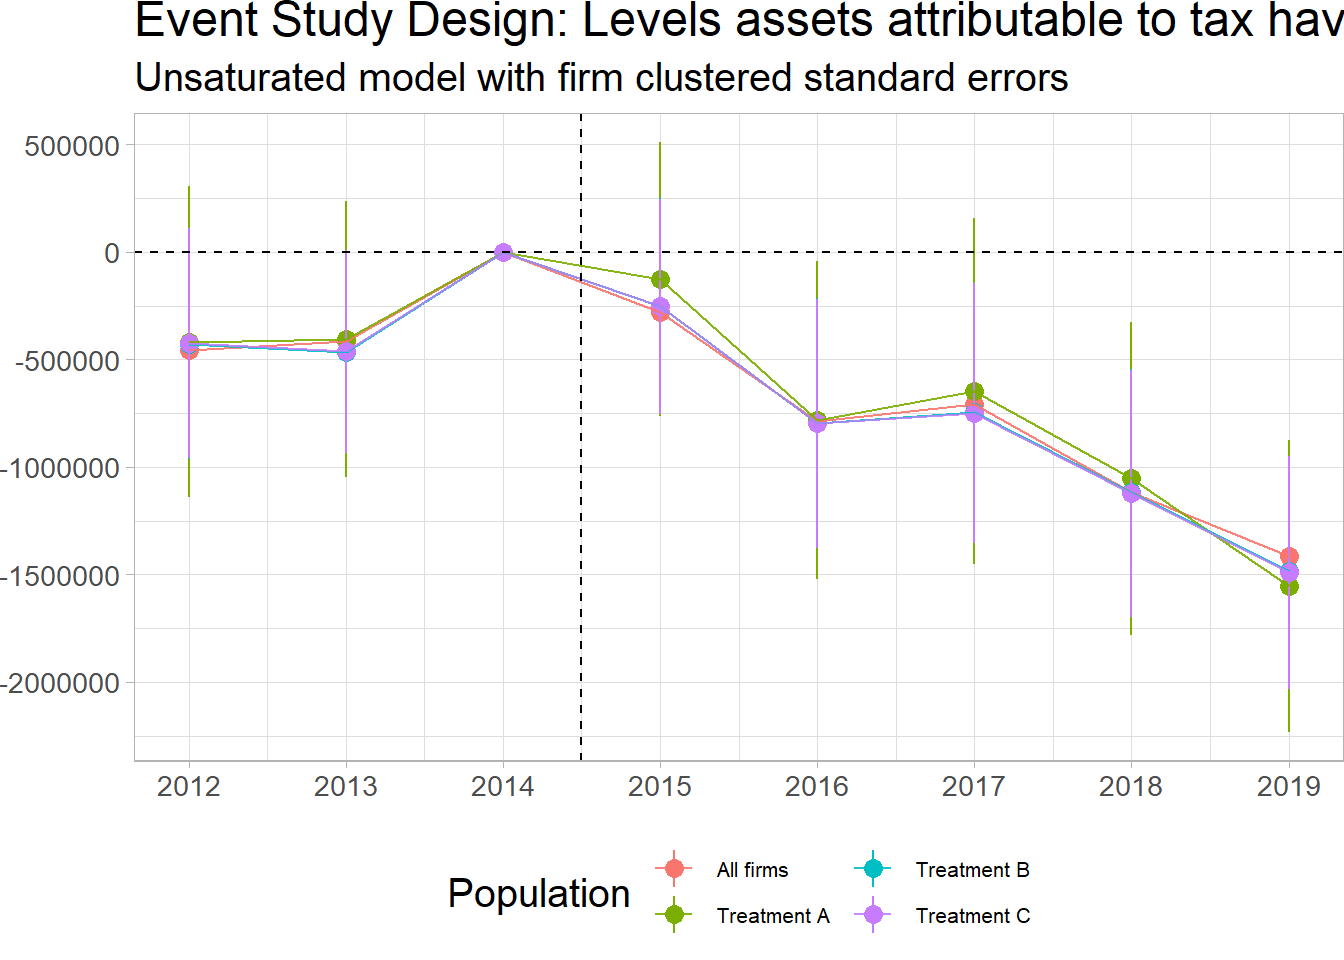 Event Study Design: Levels assets attributable to tax hav
Unsaturated model with firm clustered standard errors
500000
0
-500000
-1000000
-1500000
-2000000
2012 2013 2014 2015 2016 2017 2018 2019
Population
All firms
Treatment B
Treatment A
Treatment C